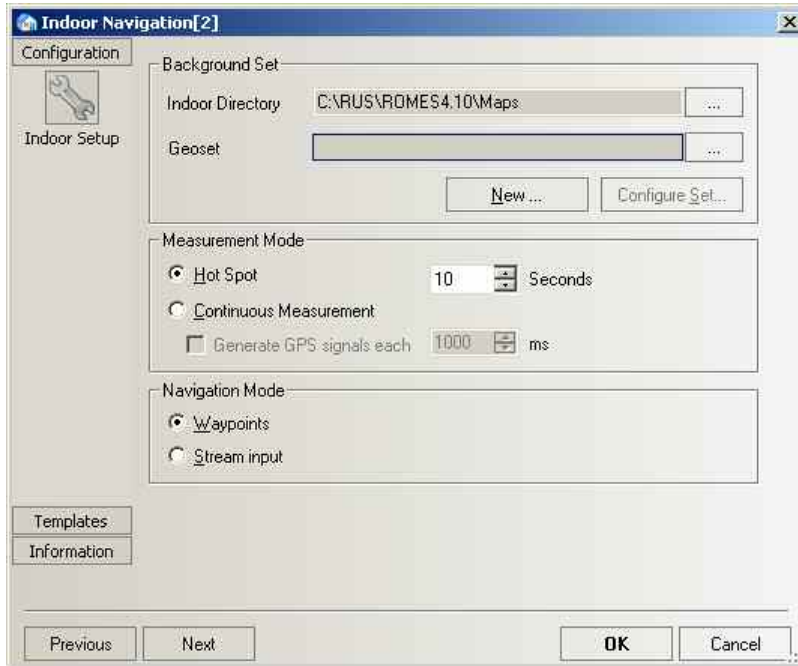 Indoor Navigation[2]
Configuration
Indoor Setup
Background Set
Indoor Directory C:\RUS\ROMES4.10\Maps ...
Geoset ...
New ... Configure Set...
Measurement Mode
Hot Spot 10 Seconds
Continuous Measurement
Generate GPS signals each 1000 ms
Navigation Mode
Waypoints
Stream input
Templates
Information
Previous Next OK Cancel